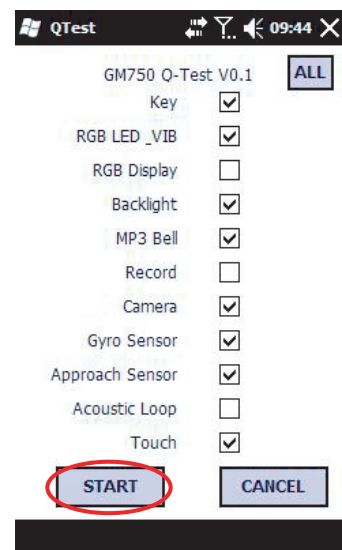 QTest 09:44
GM750 Q-Test V0.1 ALL
Key
RGB LED _VIB
RGB Display
Backlight
MP3 Bell
Record
Camera
Gyro Sensor
Approach Sensor
Acoustic Loop
Touch
START CANCEL